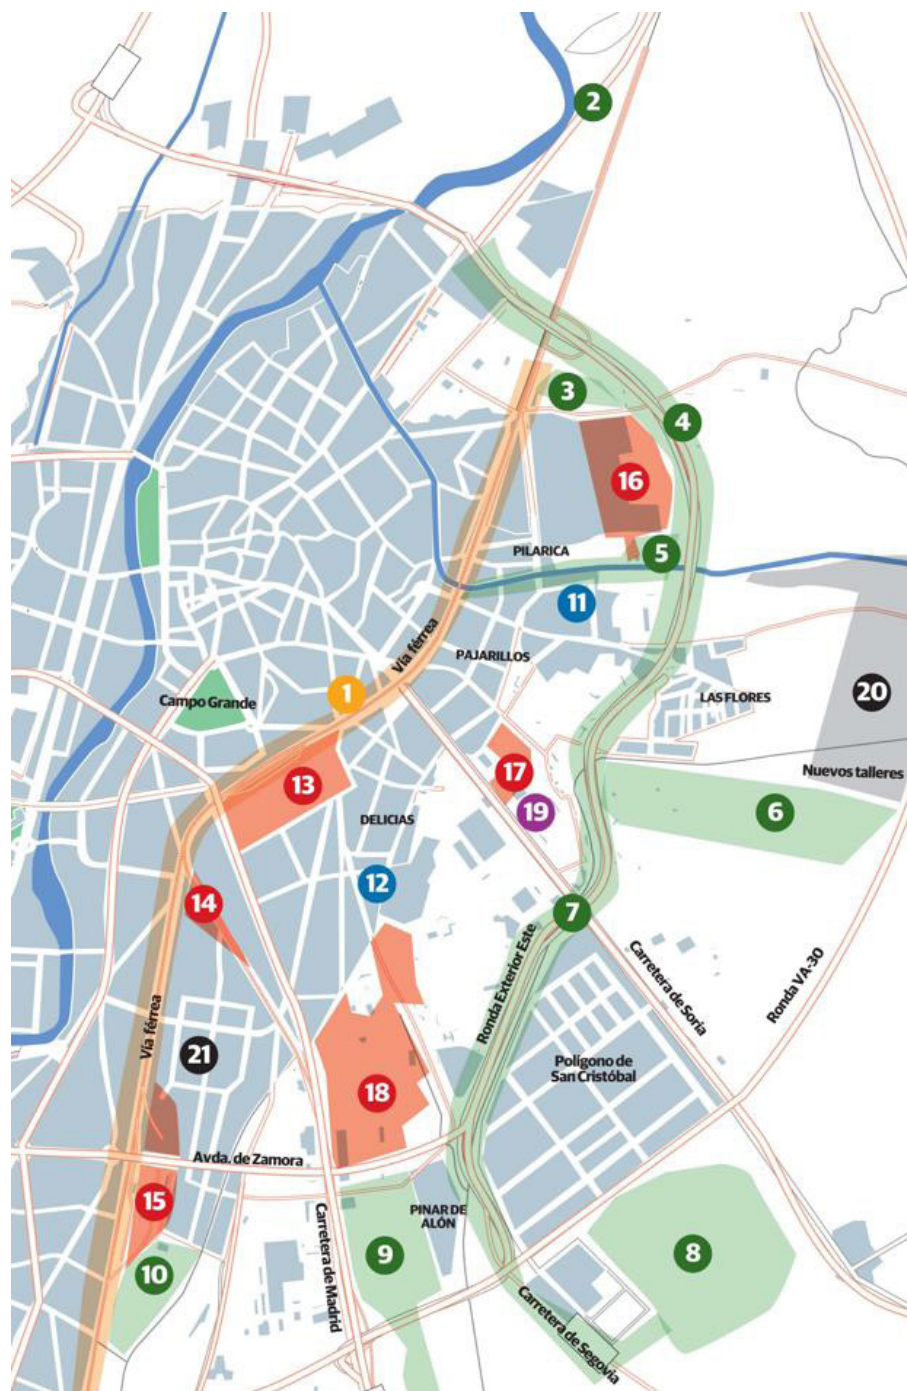 2
3
4
16
5
PILARICA
11
Vía férrea
PAJARILLOS
1
Campo Grande
LAS FLORES
20
17
13
Nuevos talleres
19
6
DELICIAS
12
14
7
Ronda Exterior Este
Carretera de Soria
Ronda VA-30
Vía férrea
21
Polígono de
San Cristóbal
18
Avda. de Zamora
15
PINAR DE
ALÓN
Carretera de Madrid
9
8
10
Carretera de Segovia